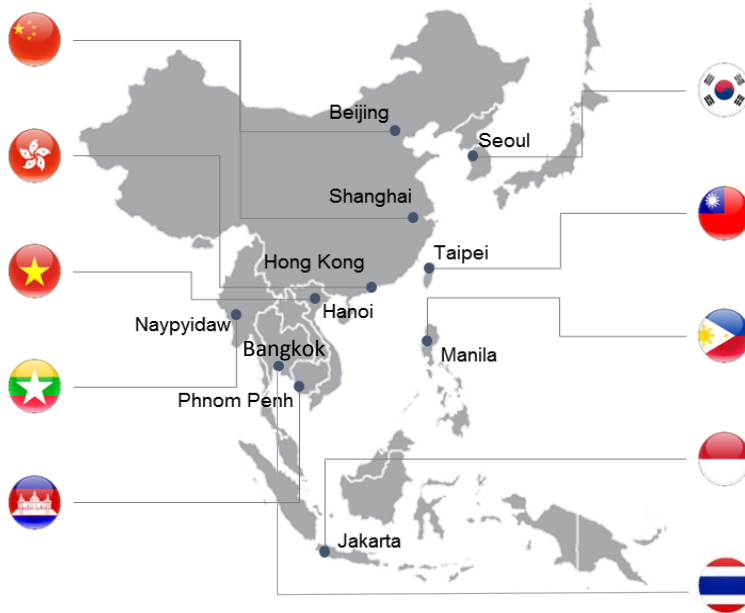 Beijing
Seoul
Shanghai
Hong Kong
Taipei
Hanoi
Naypyidaw
Bangkok
Manila
Phnom Penh
Jakarta